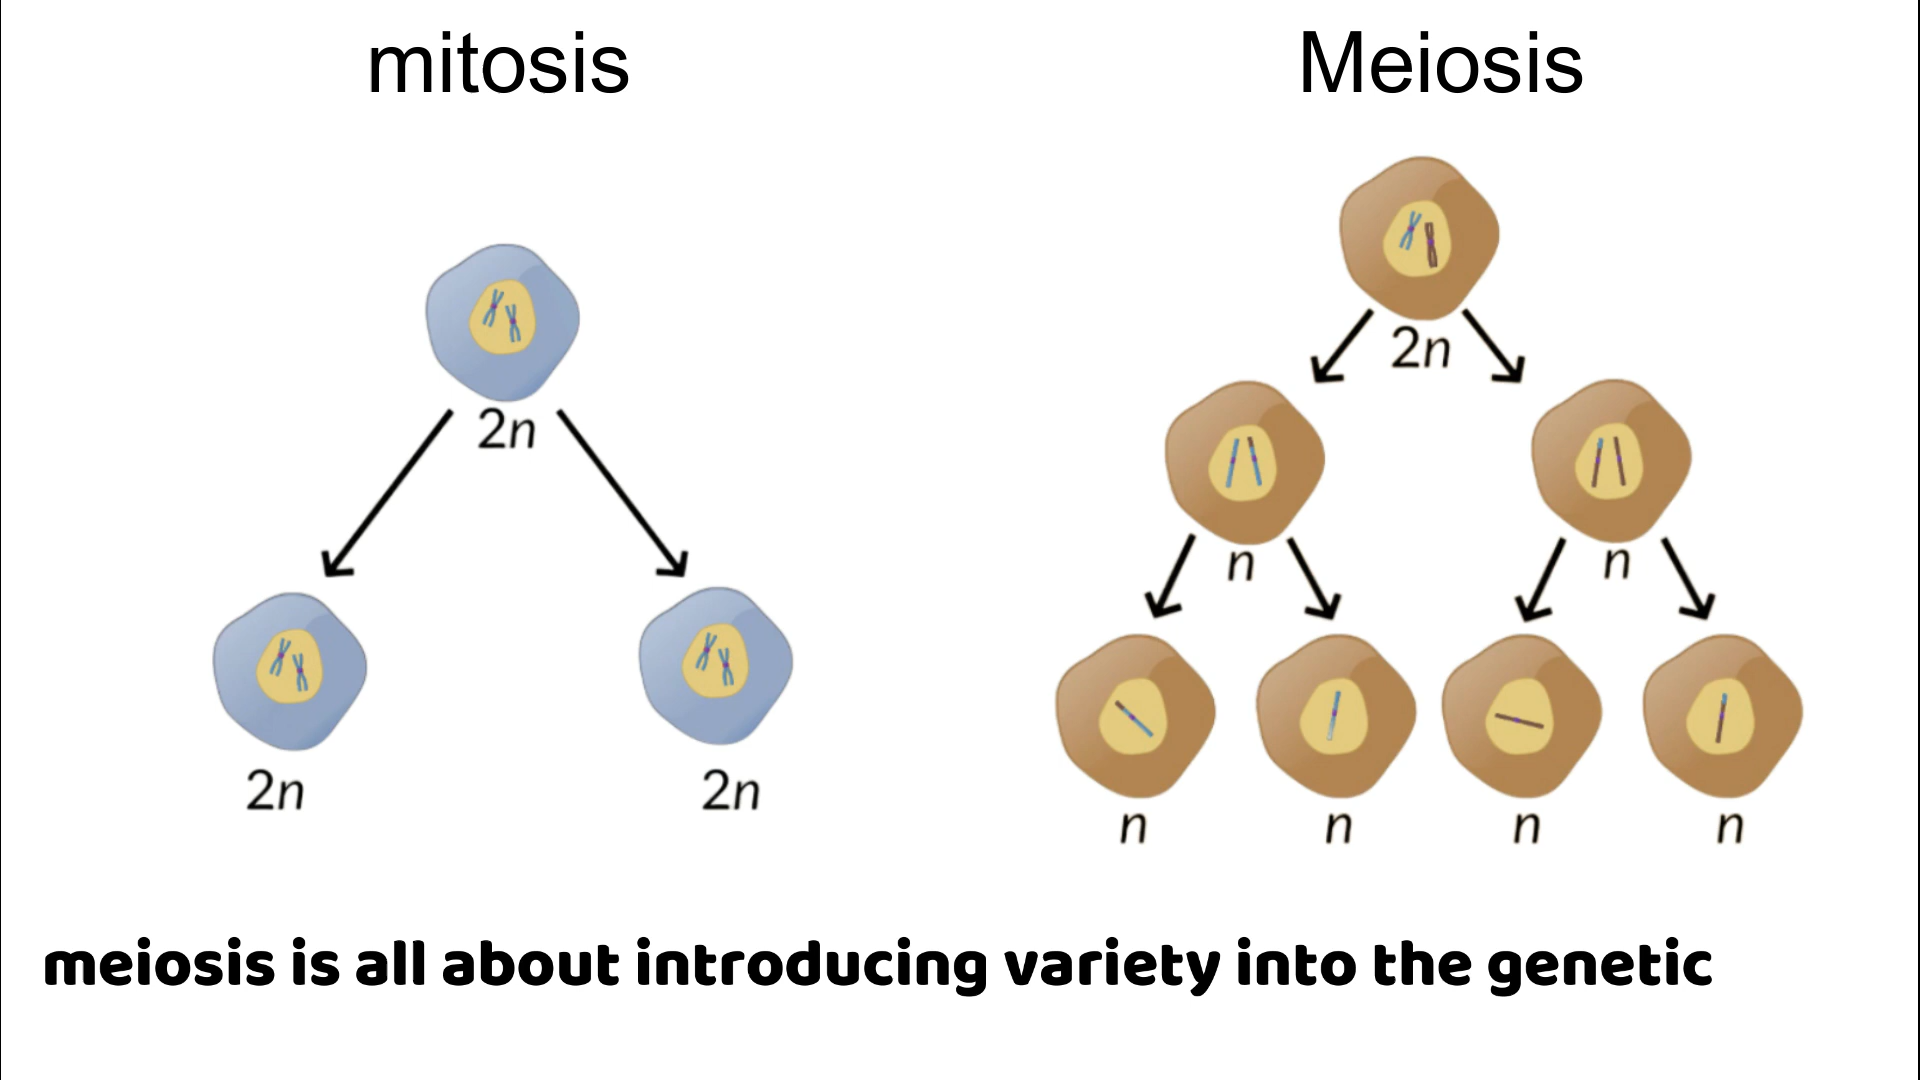 mitosis
Meiosis
2n
2n
2n
2n
n
n
n
n
n
n
meiosis is all about introducing variety into the genetic